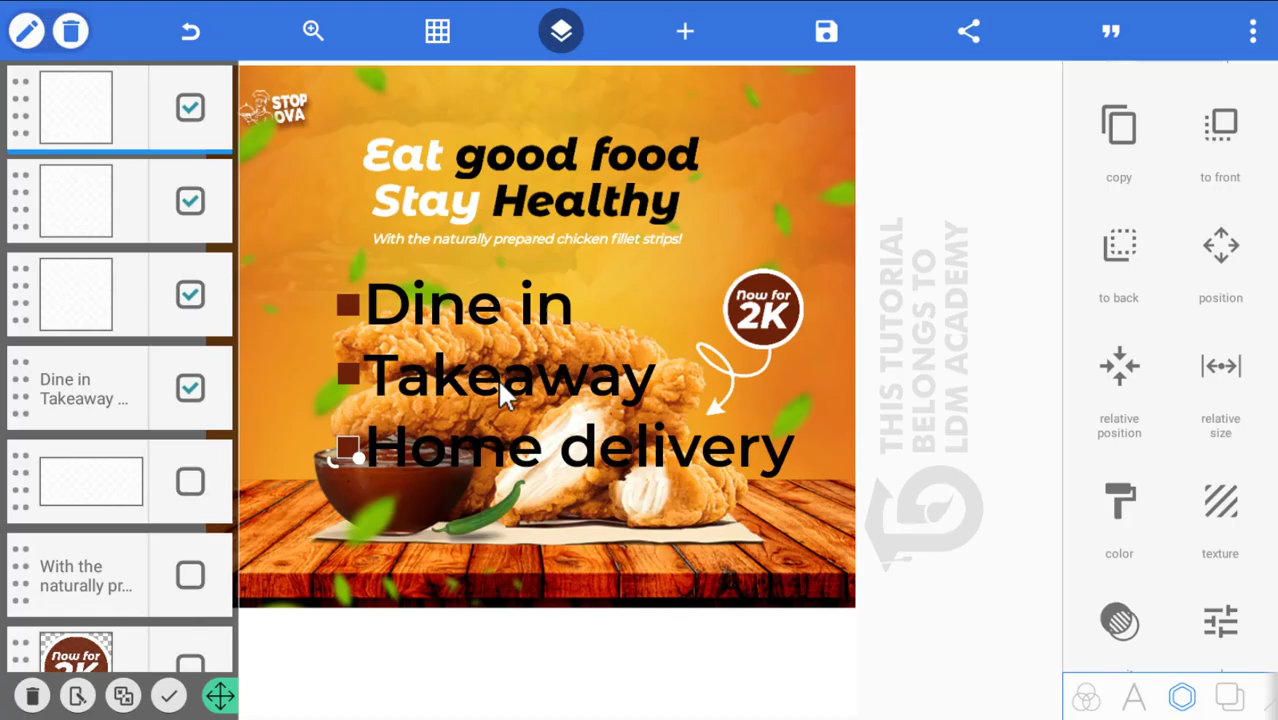 STOP
OVA
Eat good food
Stay Healthy
With the naturally prepared chicken fillet strips!
Dine in
Takeaway
Home delivery
Now for
2K
THIS TUTORIAL
BELONGS TO
LDM ACADEMY
Dine in
Takeaway ...
With the
naturally pr...
Now for
2K
copy
to front
to back
position
relative
position
relative
size
color
texture